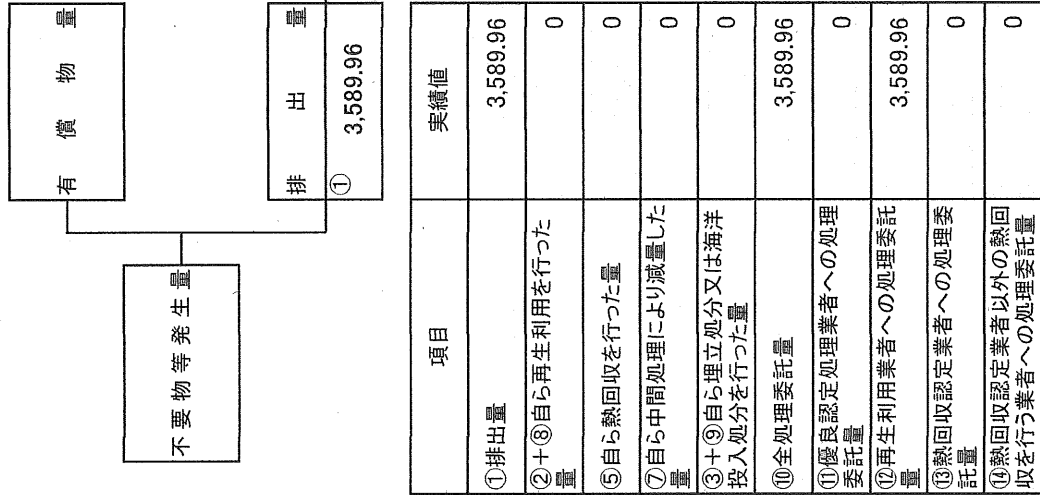 有償物量
不要物等発生量
排出量
① 3,589.96
項目 実績値
①排出量 3,589.96
②+⑧自ら再生利用を行った
量 0
⑤自ら熱回収を行った量 0
⑦自ら中間処理により減量した
量 0
③+⑨自ら埋立処分又は海洋
投入処分を行った量 0
⑩全処理委託量 3,589.96
⑪優良認定処理業者への処理
委託量 0
⑫再生利用業者への処理委託
量 3,589.96
⑬熱回収認定業者への処理委
託量 0
⑭熱回収認定業者以外の熱回
収を行う業者への処理委託量 0